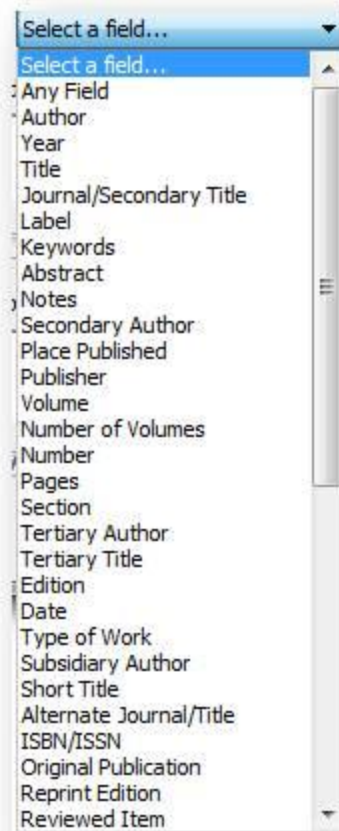 Select a field...
Select a field...
Any Field
Author
Year
Title
Journal/Secondary Title
Label
Keywords
Abstract
Notes
Secondary Author
Place Published
Publisher
Volume
Number of Volumes
Number
Pages
Section
Tertiary Author
Tertiary Title
Edition
Date
Type of Work
Subsidiary Author
Short Title
Alternate Journal/Title
ISBN/ISSN
Original Publication
Reprint Edition
Reviewed Item